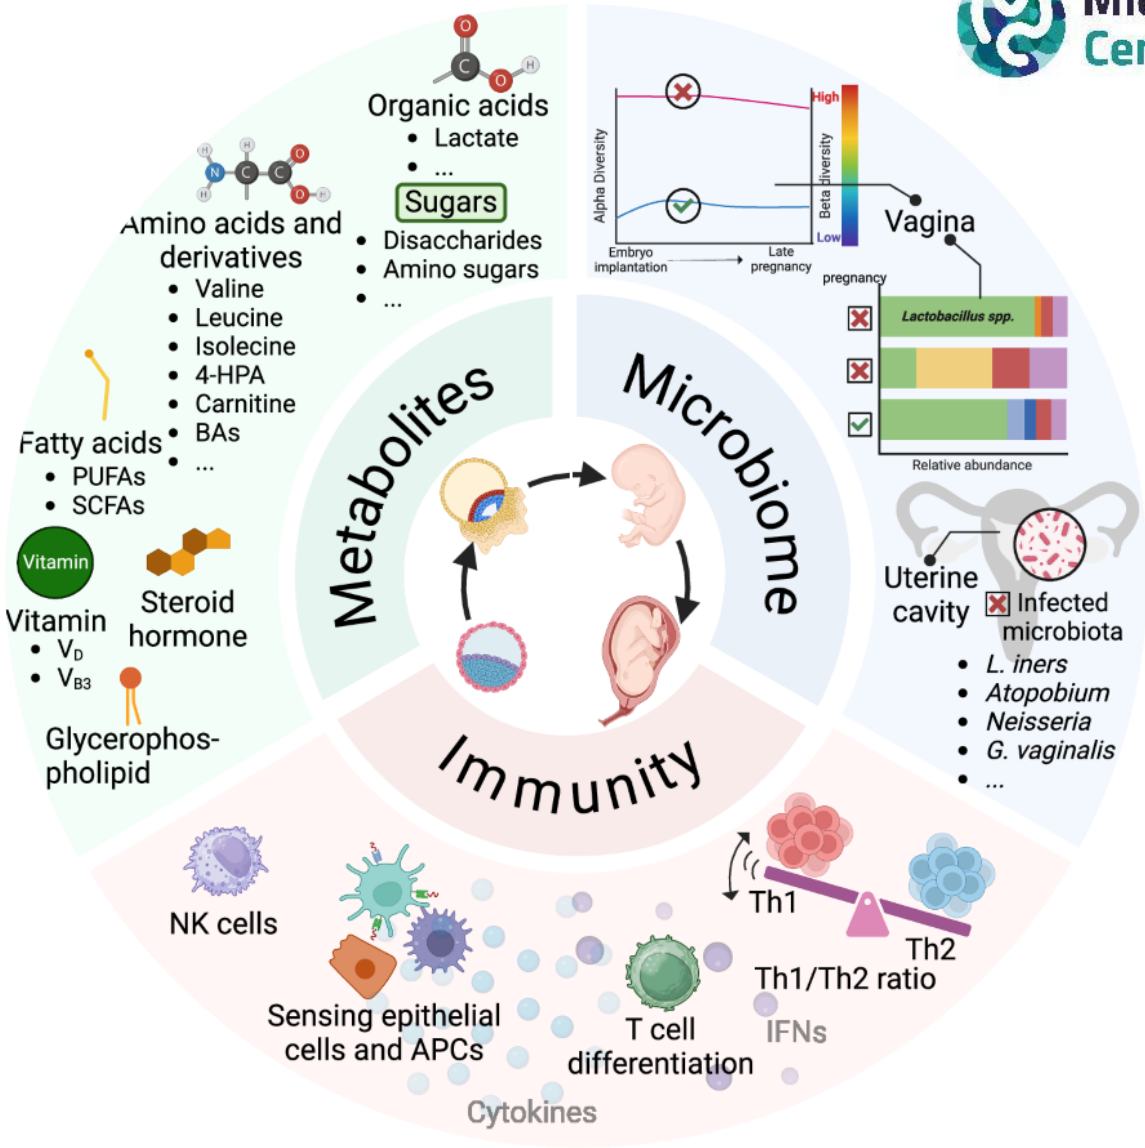 Cer
Organic acids
• Lactate
• ...
Sugars
• Disaccharides
• Amino sugars
• ...
Amino acids and
derivatives
• Valine
• Leucine
• Isolecine
• 4-HPA
• Carnitine
• BAs
• ...
Fatty acids
• PUFAs
• SCFAs
Vitamin
Vitamin
• VD
• VB3
Steroid
hormone
Glycerophos-
pholipid
O
C
O
H
H
N
H
H
C
C
O
O
H
Metabolites
Microbiome
Immunity
Alpha Diversity
Embryo
implantation
Late
pregnancy
High
Beta diversity
Low
Vagina
pregnancy
Lactobacillus spp.
Relative abundance
Uterine
cavity
Infected
microbiota
• L. iners
• Atopobium
• Neisseria
• G. vaginalis
• ...
NK cells
Sensing epithelial
cells and APCs
Cytokines
T cell
differentiation
Th1
Th2
Th1/Th2 ratio
IFNs